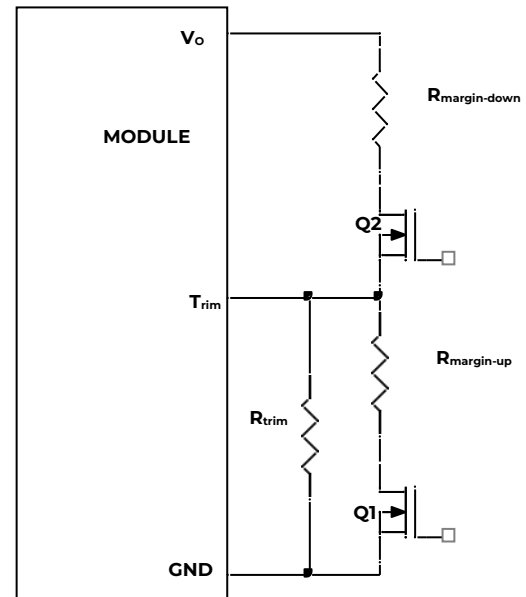 Vo
Rmargin-down
MODULE
Q2
Trim
Rmargin-up
Rtrim
Q1
GND